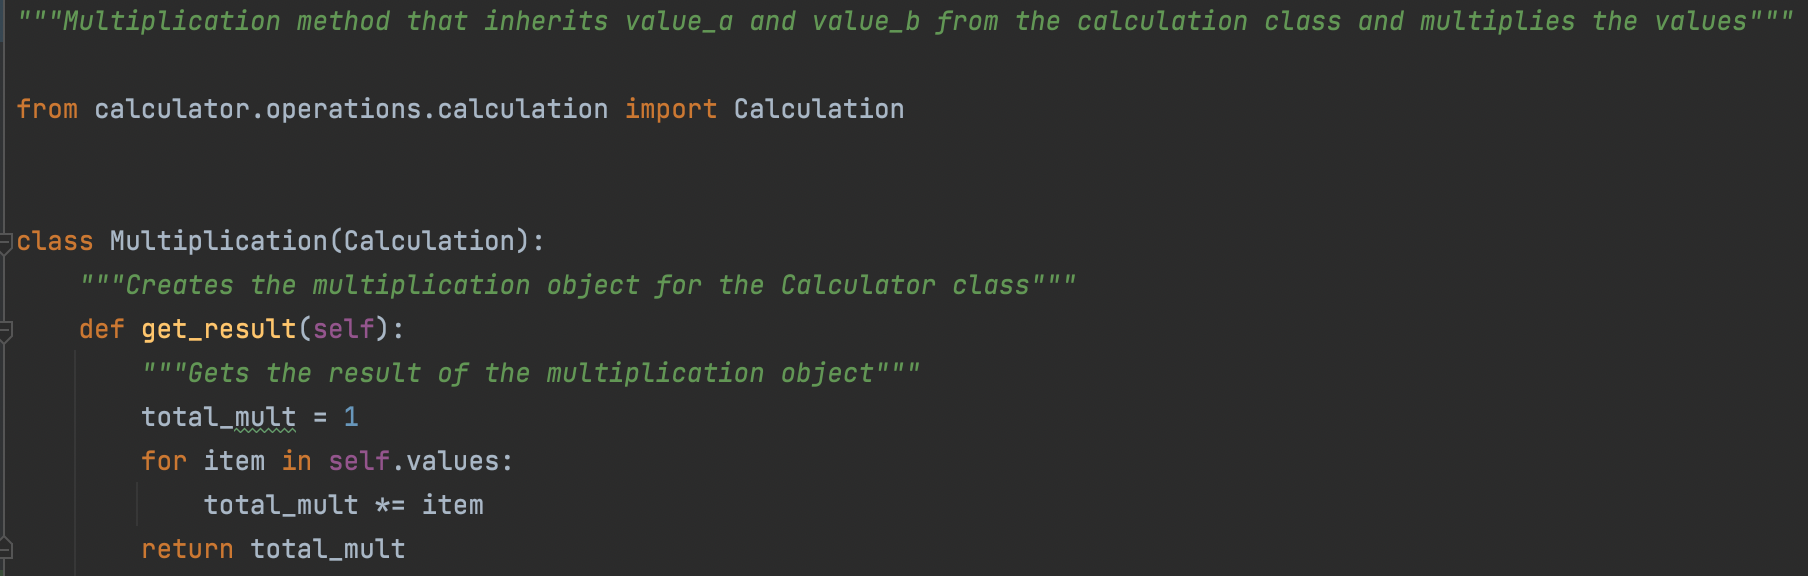 """Multiplication method that inherits value_a and value_b from the calculation class and multiplies the values"""
from calculator.operations.calculation import Calculation
class Multiplication(Calculation):
"""Creates the multiplication object for the Calculator class"""
def get_result(self):
"""Gets the result of the multiplication object"""
total_mult = 1
for item in self.values:
total_mult *= item
return total_mult